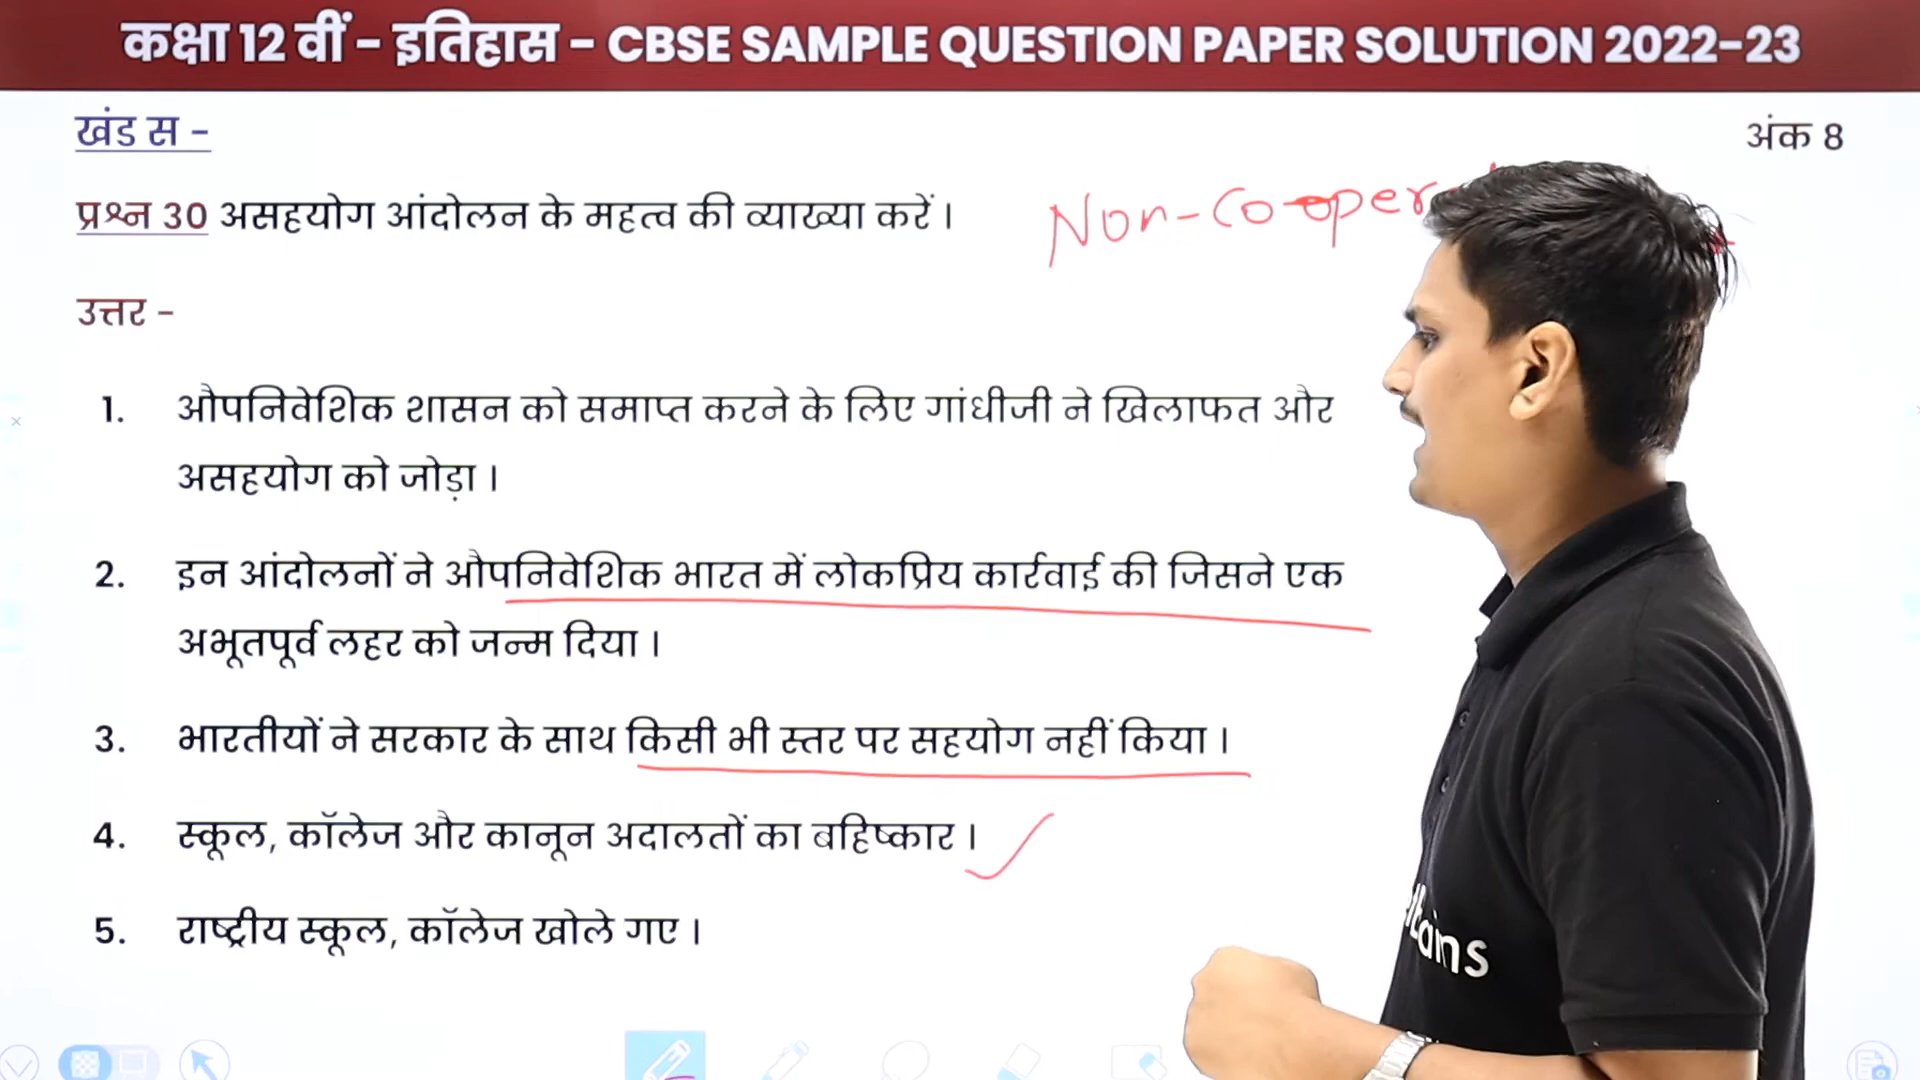 कक्षा 12 वीं – इतिहास – CBSE SAMPLE QUESTION PAPER SOLUTION 2022-23
खंड स –
अंक 8
प्रश्न 30 असहयोग आंदोलन के महत्व की व्याख्या करें।
Non-Co-oper
उत्तर –
1. औपनिवेशिक शासन को समाप्त करने के लिए गांधीजी ने खिलाफत और
असहयोग को जोड़ा।
2. इन आंदोलनों ने औपनिवेशिक भारत में लोकप्रिय कार्रवाई की जिसने एक
अभूतपूर्व लहर को जन्म दिया।
3. भारतीयों ने सरकार के साथ किसी भी स्तर पर सहयोग नहीं किया।
4. स्कूल, कॉलेज और कानून अदालतों का बहिष्कार।
5. राष्ट्रीय स्कूल, कॉलेज खोले गए।